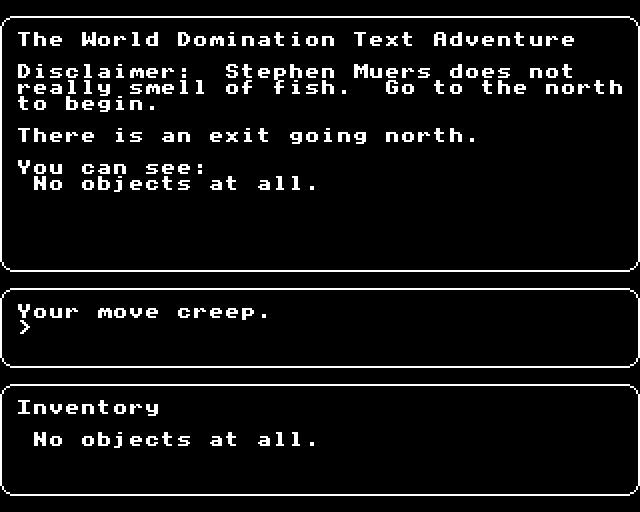 The World Domination Text Adventure
Disclaimer:  Stephen Muers does not
really smell of fish.  Go to the north
to begin.
There is an exit going north.
You can see:
No objects at all.
Your move creep.
>
Inventory
No objects at all.